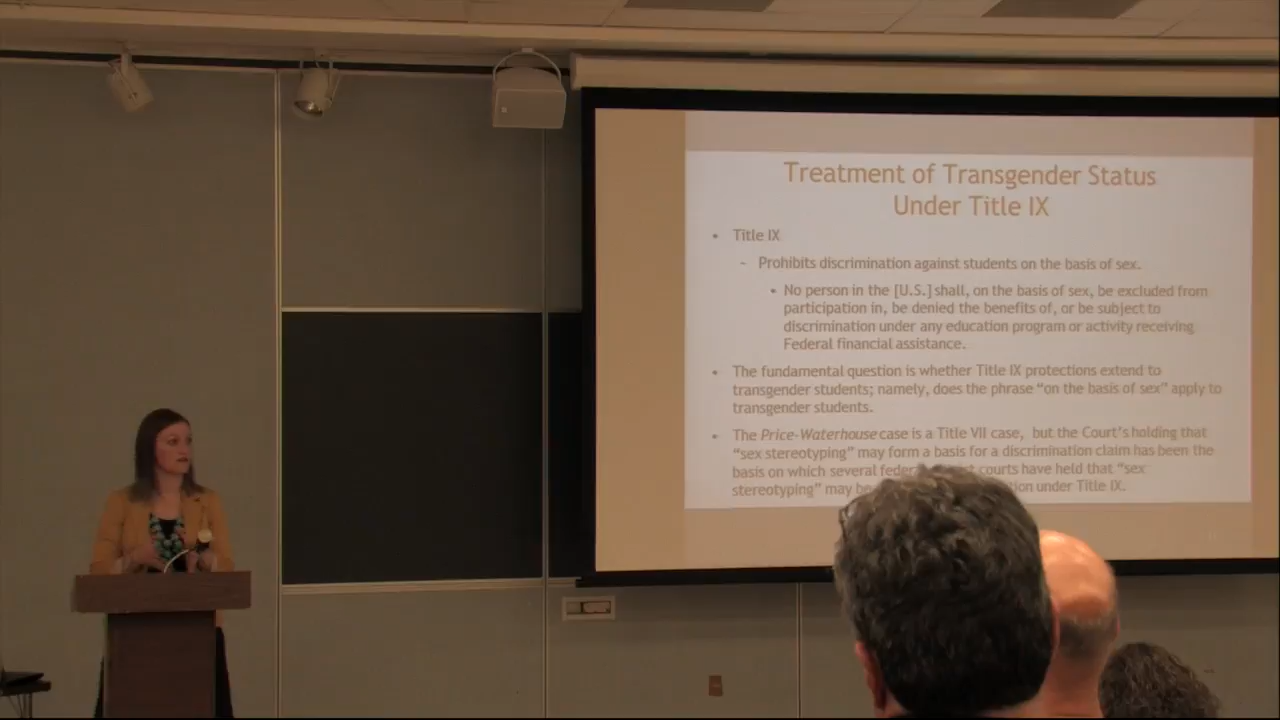 Treatment of Transgender Status
Under Title IX
• Title IX
– Prohibits discrimination against students on the basis of sex.
• No person in the [U.S.] shall, on the basis of sex, be excluded from
participation in, be denied the benefits of, or be subject to
discrimination under any education program or activity receiving
Federal financial assistance.
• The fundamental question is whether Title IX protections extend to
transgender students; namely, does the phrase “on the basis of sex” apply to
transgender students.
• The Price-Waterhouse case is a Title VII case, but the Court’s holding that
“sex stereotyping” may form a basis for a discrimination claim has been the
basis on which several courts have held that “sex
stereotyping” may under Title IX.